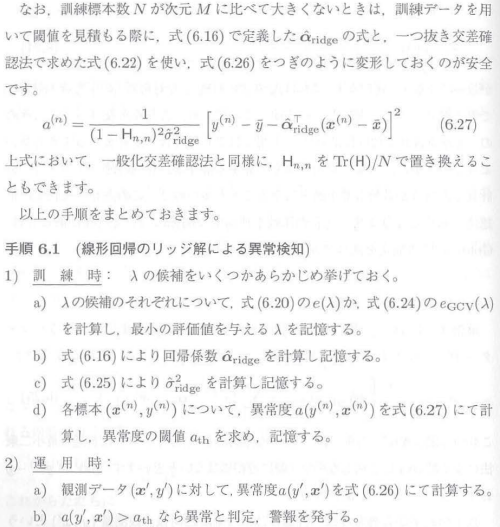 なお，訓練標本数 N が次元 M に比べて大きくないときは，訓練データを用
いて閾値を見積もる際に，式 (6.16) で定義した α̂_ridge の式と，一つ抜き交差確
認法で求めた式 (6.22) を使い，式 (6.26) をつぎのように変形しておくのが安全
です。
a^(n) = 1 / ((1 − H_{n,n})² σ̂²_ridge) [ y^(n) − ȳ − α̂^⊤_ridge (x^(n) − x̄) ]² (6.27)
上式において，一般化交差確認法と同様に，H_{n,n} を Tr(H)/N で置き換えるこ
ともできます。
以上の手順をまとめておきます。
手順 6.1 (線形回帰のリッジ解による異常検知)
1) 訓 練 時： λ の候補をいくつかあらかじめ挙げておく。
a) λ の候補のそれぞれについて，式 (6.20) の e(λ) か，式 (6.24) の e_GCV(λ)
を計算し，最小の評価値を与える λ を記憶する。
b) 式 (6.16) により回帰係数 α̂_ridge を計算し記憶する。
c) 式 (6.25) により σ̂²_ridge を計算し記憶する。
d) 各標本 (x^(n), y^(n)) について，異常度 a(y^(n), x^(n)) を式 (6.27) にて計
算し，異常度の閾値 a_th を求め，記憶する。
2) 運 用 時：
a) 観測データ (x′, y′) に対して，異常度 a(y′, x′) を式 (6.26) にて計算する。
b) a(y′, x′) > a_th なら異常と判定，警報を発する。